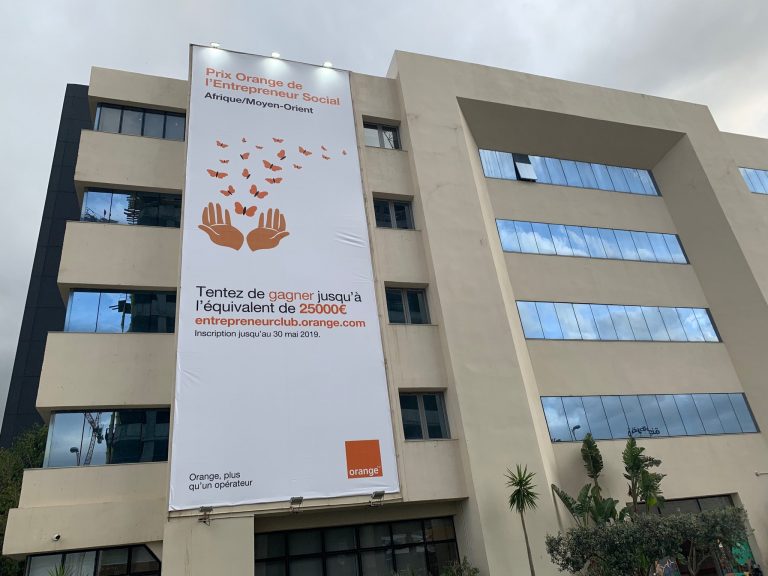 Prix Orange de
l'Entrepreneur Social
Afrique/Moyen-Orient
Tentez de gagner jusqu'à
l'équivalent de 25000€
entrepreneurclub.orange.com
Inscription jusqu'au 30 mai 2019.
Orange, plus
qu'un opérateur
orange™